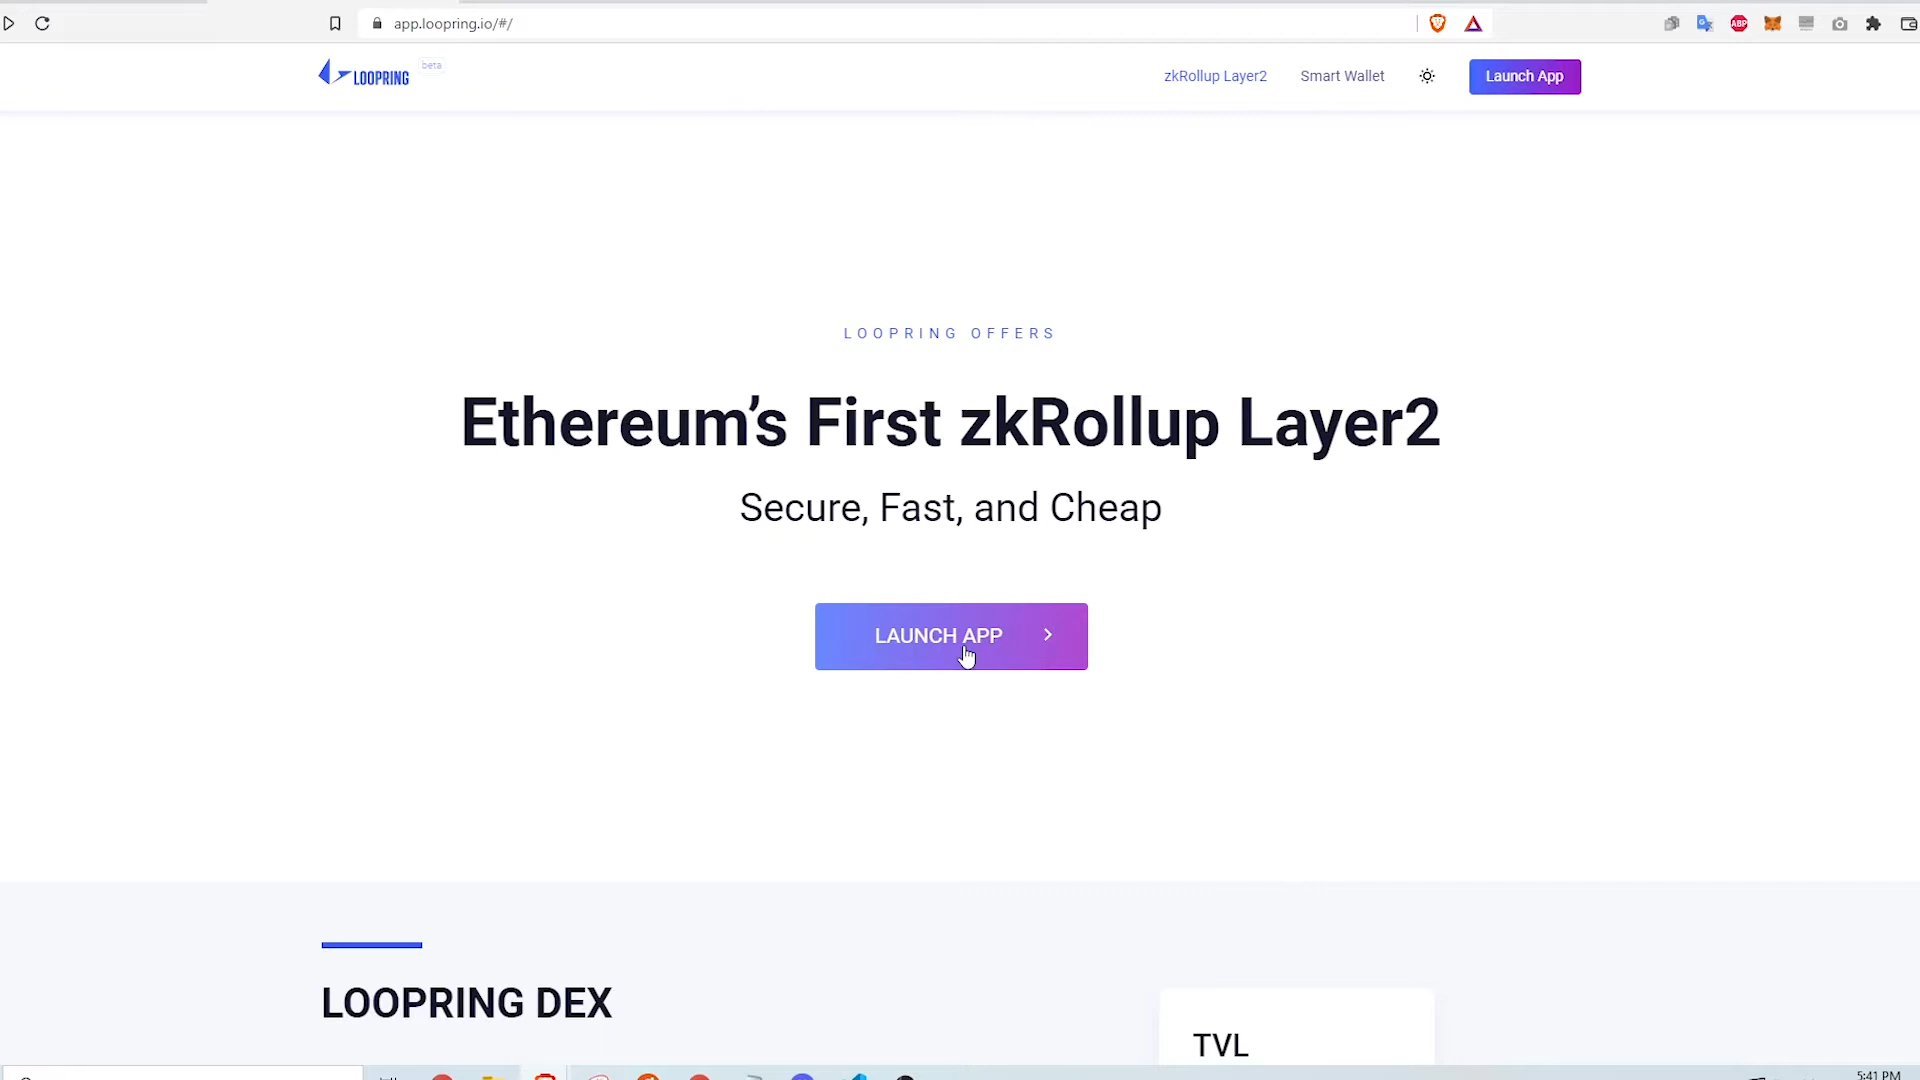 app.loopring.io/#/
LOOPRING beta
zkRollup Layer2 Smart Wallet Launch App
LOOPRING OFFERS
Ethereum’s First zkRollup Layer2
Secure, Fast, and Cheap
LAUNCH APP
LOOPRING DEX
TVL
ABP
5:41 PM